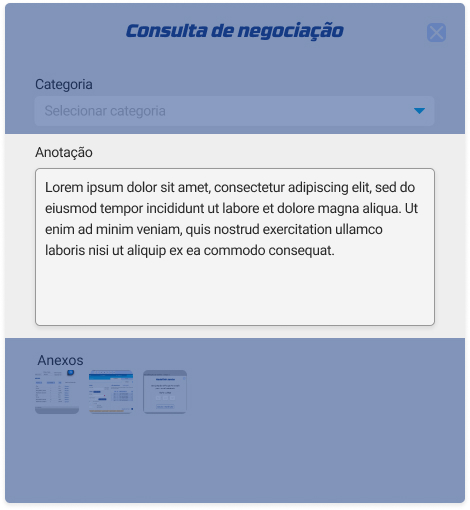 Consulta de negociação
Categoria
Selecionar categoria
Anotação
Lorem ipsum dolor sit amet, consectetur adipiscing elit, sed do
eiusmod tempor incididunt ut labore et dolore magna aliqua. Ut
enim ad minim veniam, quis nostrud exercitation ullamco
laboris nisi ut aliquip ex ea commodo consequat.
Anexos